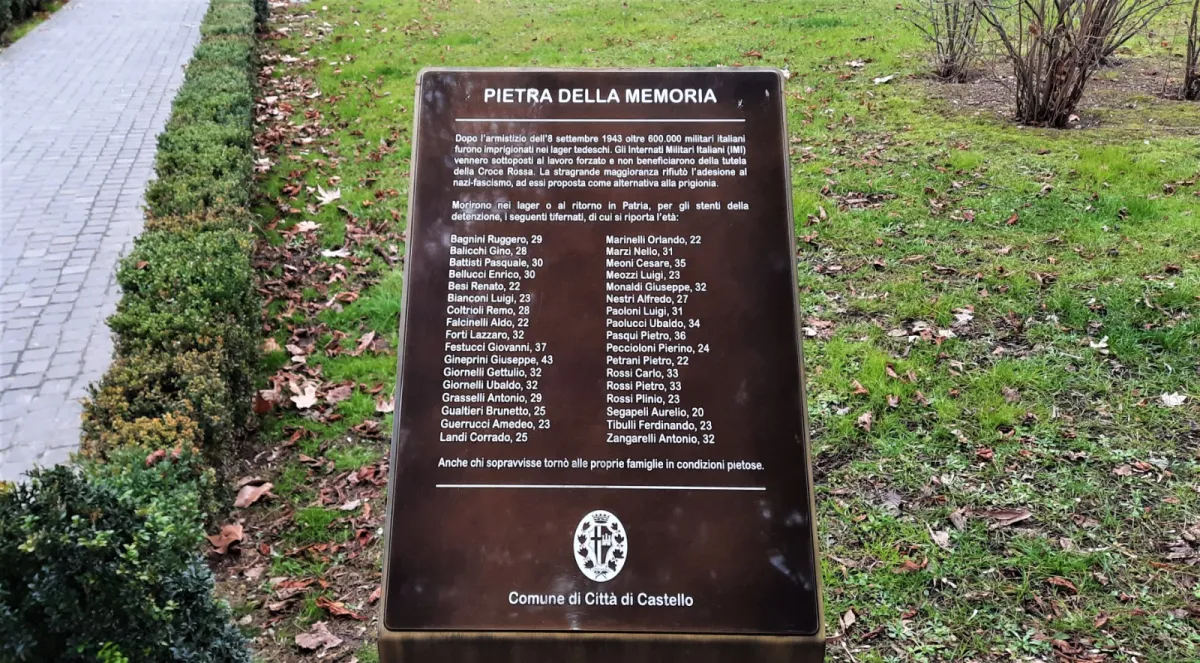 PIETRA DELLA MEMORIA
Dopo l'armistizio dell'8 settembre 1943 oltre 600.000 militari italiani
furono imprigionati nei lager tedeschi. Gli Internati Militari Italiani (IMI)
vennero sottoposti al lavoro forzato e non beneficiarono della tutela
della Croce Rossa. La stragrande maggioranza rifiutò l'adesione al
nazi-fascismo, ad essi proposta come alternativa alla prigionia.
Morirono nei lager o al ritorno in Patria, per gli stenti della
detenzione, i seguenti tifernati, di cui si riporta l'età:
Bagnini Ruggero, 29
Balicchi Gino, 28
Battisti Pasquale, 30
Bellucci Enrico, 30
Besi Renato, 22
Bianconi Luigi, 23
Coltrioli Remo, 28
Falcinelli Aldo, 22
Forti Lazzaro, 32
Festucci Giovanni, 37
Gineprini Giuseppe, 43
Giornelli Gettulio, 32
Giornelli Ubaldo, 32
Grasselli Antonio, 29
Gualtieri Brunetto, 25
Guerrucci Amedeo, 23
Landi Corrado, 25
Marinelli Orlando, 22
Marzi Nello, 31
Meoni Cesare, 35
Meozzi Luigi, 23
Monaldi Giuseppe, 32
Nestri Alfredo, 27
Paoloni Luigi, 31
Paolucci Ubaldo, 34
Pasqui Pietro, 36
Peccioloni Pierino, 24
Petrani Pietro, 22
Rossi Carlo, 33
Rossi Pietro, 33
Rossi Plinio, 23
Segapeli Aurelio, 20
Tibulli Ferdinando, 23
Zangarelli Antonio, 32
Anche chi sopravvisse tornò alle proprie famiglie in condizioni pietose.
Comune di Città di Castello